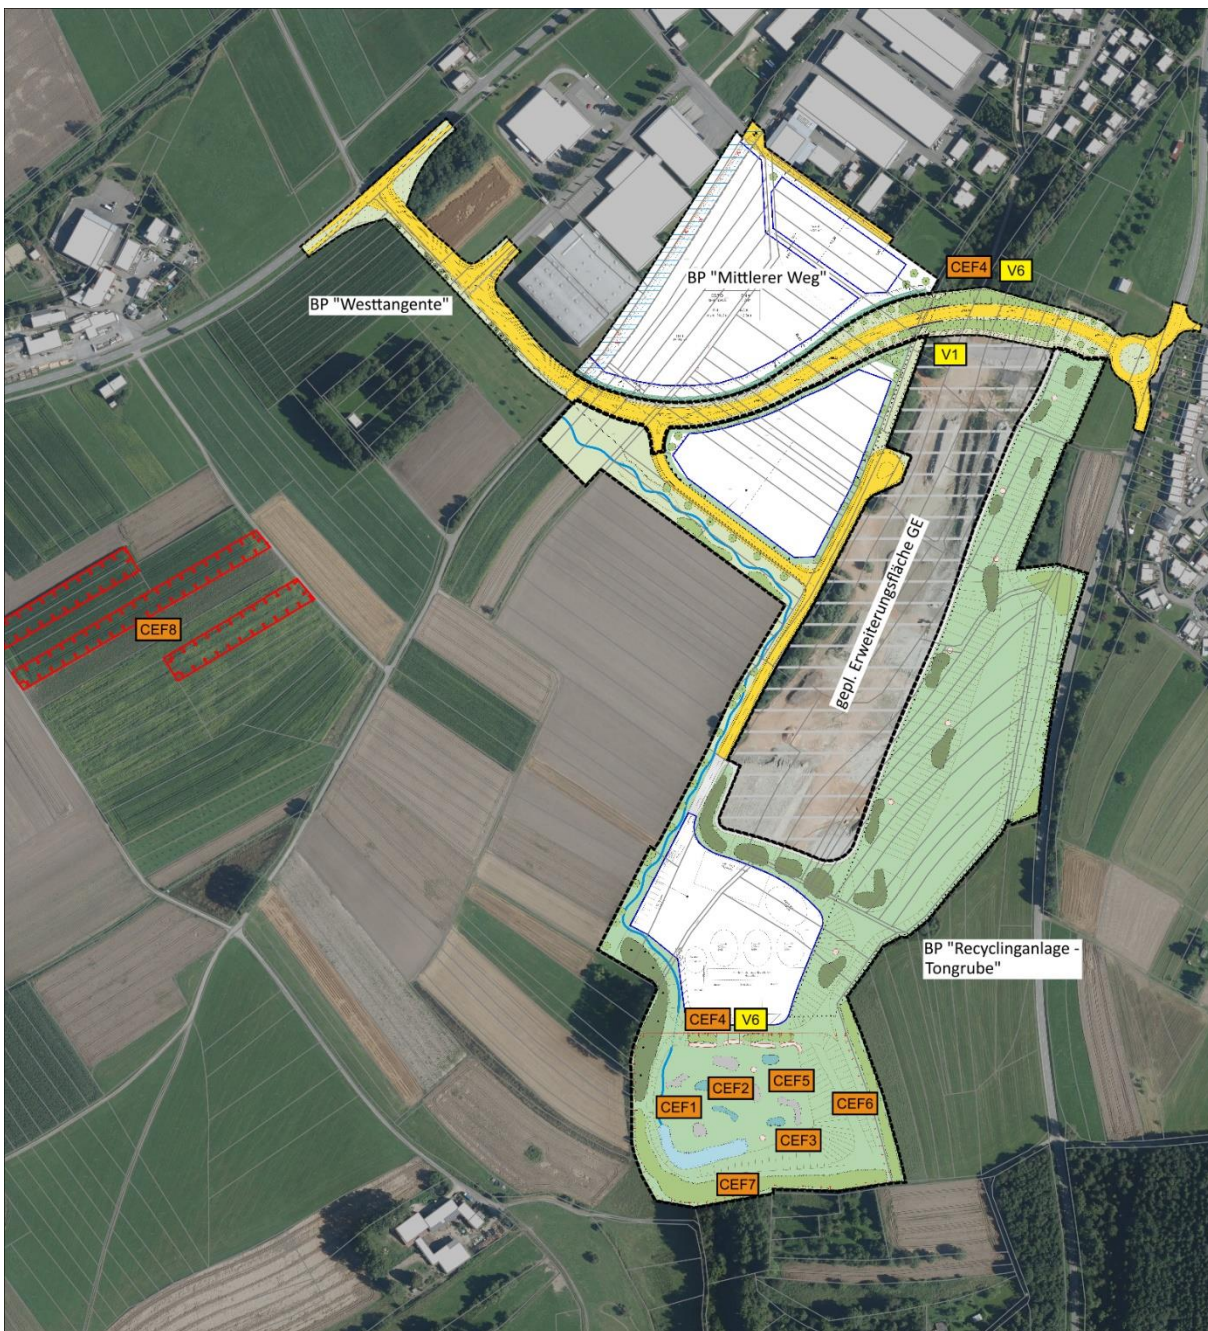 CEF4
V6
BP "Mittlerer Weg"
BP "Westtangente"
V1
gepl. Erweiterungsfläche GE
CEF8
BP "Recyclinganlage -
Tongrube"
CEF4
V6
CEF5
CEF2
CEF1
CEF6
CEF3
CEF7